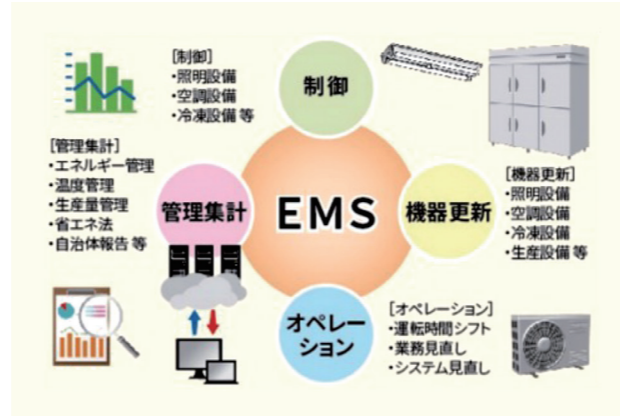 [制御]
・照明設備
・空調設備
・冷凍設備 等
制御
[管理集計]
・エネルギー管理
・温度管理
・生産量管理
・省エネ法
・自治体報告 等
管理集計
EMS
機器更新
[機器更新]
・照明設備
・空調設備
・冷凍設備
・生産設備 等
オペレー
ション
[オペレーション]
・運転時間シフト
・業務見直し
・システム見直し